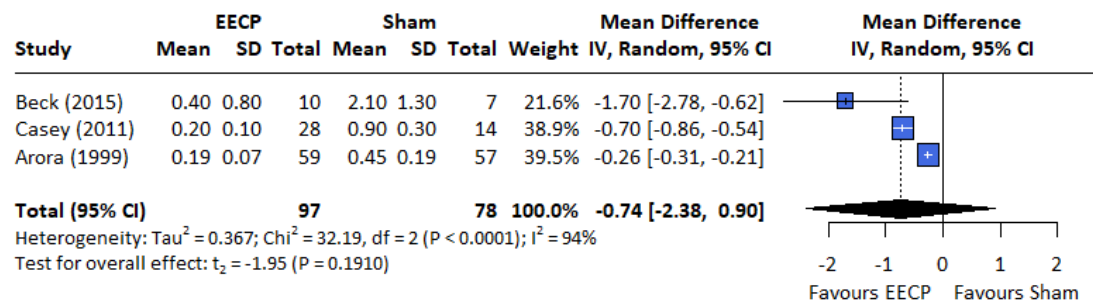 EECP Sham Mean Difference Mean Difference
Study Mean SD Total Mean SD Total Weight IV, Random, 95% CI IV, Random, 95% CI
Beck (2015) 0.40 0.80 10 2.10 1.30 7 21.6% -1.70 [-2.78, -0.62]
Casey (2011) 0.20 0.10 28 0.90 0.30 14 38.9% -0.70 [-0.86, -0.54]
Arora (1999) 0.19 0.07 59 0.45 0.19 57 39.5% -0.26 [-0.31, -0.21]
Total (95% CI) 97 78 100.0% -0.74 [-2.38, 0.90]
Heterogeneity: Tau² = 0.367; Chi² = 32.19, df = 2 (P < 0.0001); I² = 94%
Test for overall effect: t₂ = -1.95 (P = 0.1910)
-2 -1 0 1 2
Favours EECP Favours Sham